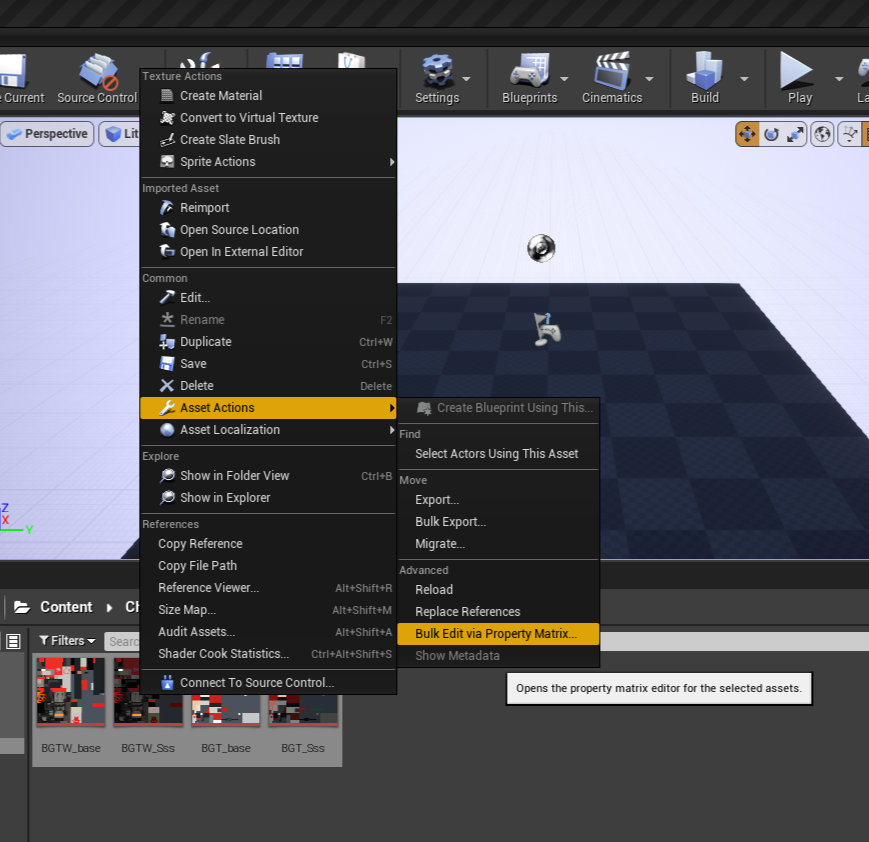 Current
Source Control
Settings
Blueprints
Cinematics
Build
Play
Perspective
Lit
Texture Actions
Create Material
Convert to Virtual Texture
Create Slate Brush
Sprite Actions
Imported Asset
Reimport
Open Source Location
Open In External Editor
Common
Edit...
Rename F2
Duplicate Ctrl+W
Save Ctrl+S
Delete Delete
Asset Actions
Asset Localization
Explore
Show in Folder View Ctrl+B
Show in Explorer
References
Copy Reference
Copy File Path
Reference Viewer... Alt+Shift+R
Size Map... Alt+Shift+M
Audit Assets... Alt+Shift+A
Shader Cook Statistics... Ctrl+Alt+Shift+S
Connect To Source Control...
Create Blueprint Using This...
Find
Select Actors Using This Asset
Move
Export...
Bulk Export...
Migrate...
Advanced
Reload
Replace References
Bulk Edit via Property Matrix...
Show Metadata
Opens the property matrix editor for the selected assets.
Z
X
Y
Content
Filters
Searc
BGTW_base
BGTW_Sss
BGT_base
BGT_Sss